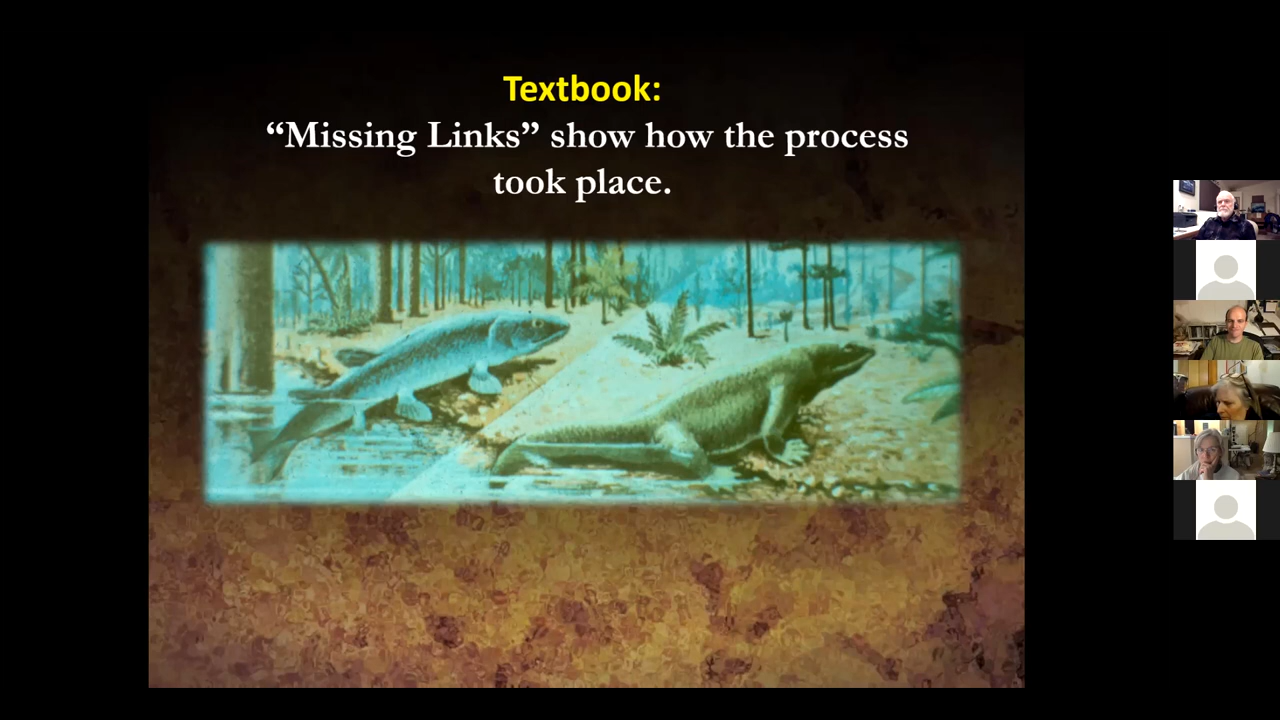 Textbook:
“Missing Links” show how the process
took place.